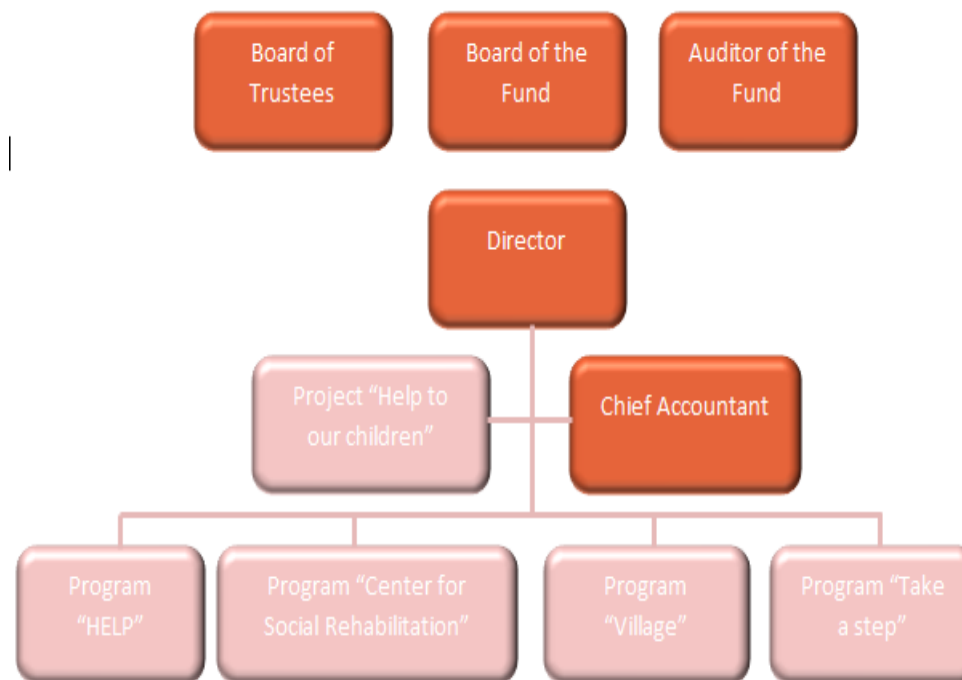 Board of
Trustees
Board of the
Fund
Auditor of the
Fund
Director
Project “Help to
our children”
Chief Accountant
Program
“HELP”
Program “Center for
Social Rehabilitation”
Program
“Village”
Program “Take
a step”